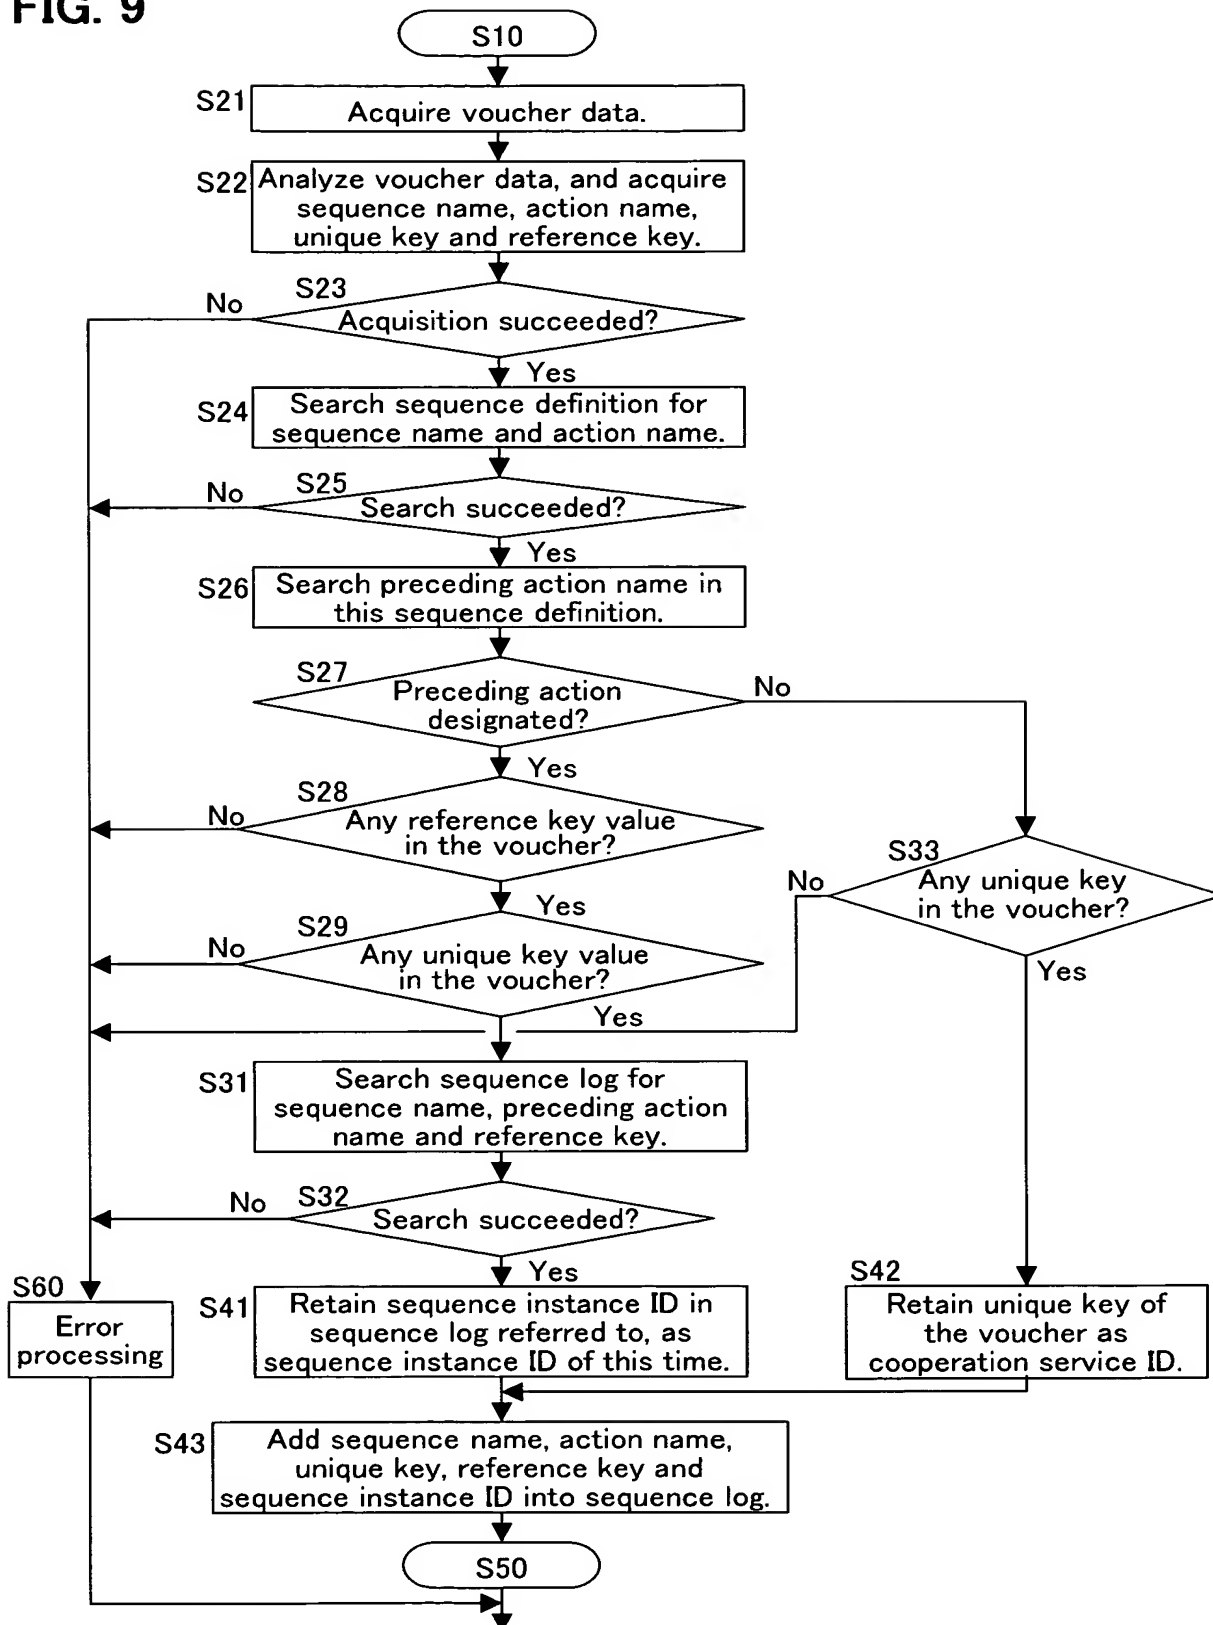 FIG. 9
S10
S21
Acquire voucher data.
S22
Analyze voucher data, and acquire
sequence name, action name,
unique key and reference key.
S23
No
Acquisition succeeded?
Yes
S24
Search sequence definition for
sequence name and action name.
S25
No
Search succeeded?
Yes
S26
Search preceding action name in
this sequence definition.
S27
Preceding action
designated?
No
Yes
S28
No
Any reference key value
in the voucher?
Yes
S33
No
Any unique key
in the voucher?
Yes
S29
No
Any unique key value
in the voucher?
Yes
S31
Search sequence log for
sequence name, preceding action
name and reference key.
S32
No
Search succeeded?
Yes
S60
Error
processing
S41
Retain sequence instance ID in
sequence log referred to, as
sequence instance ID of this time.
S42
Retain unique key of
the voucher as
cooperation service ID.
S43
Add sequence name, action name,
unique key, reference key and
sequence instance ID into sequence log.
S50